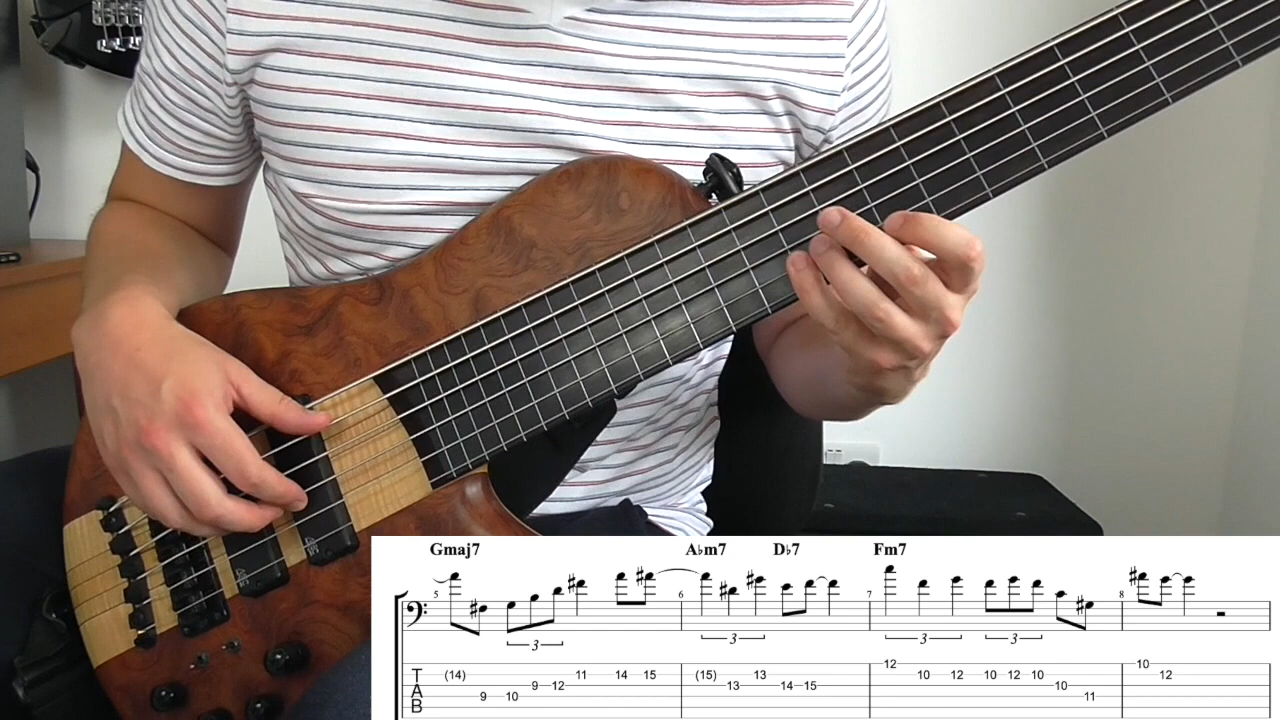 Gmaj7 A♭m7 D♭7 Fm7
5 6 7 8
3 3 3 3
12 10
(14) 11 14 15 (15) 13 10 12 10 12 10 12
9 12 13 14 15 10
9 10 11
T
A
B